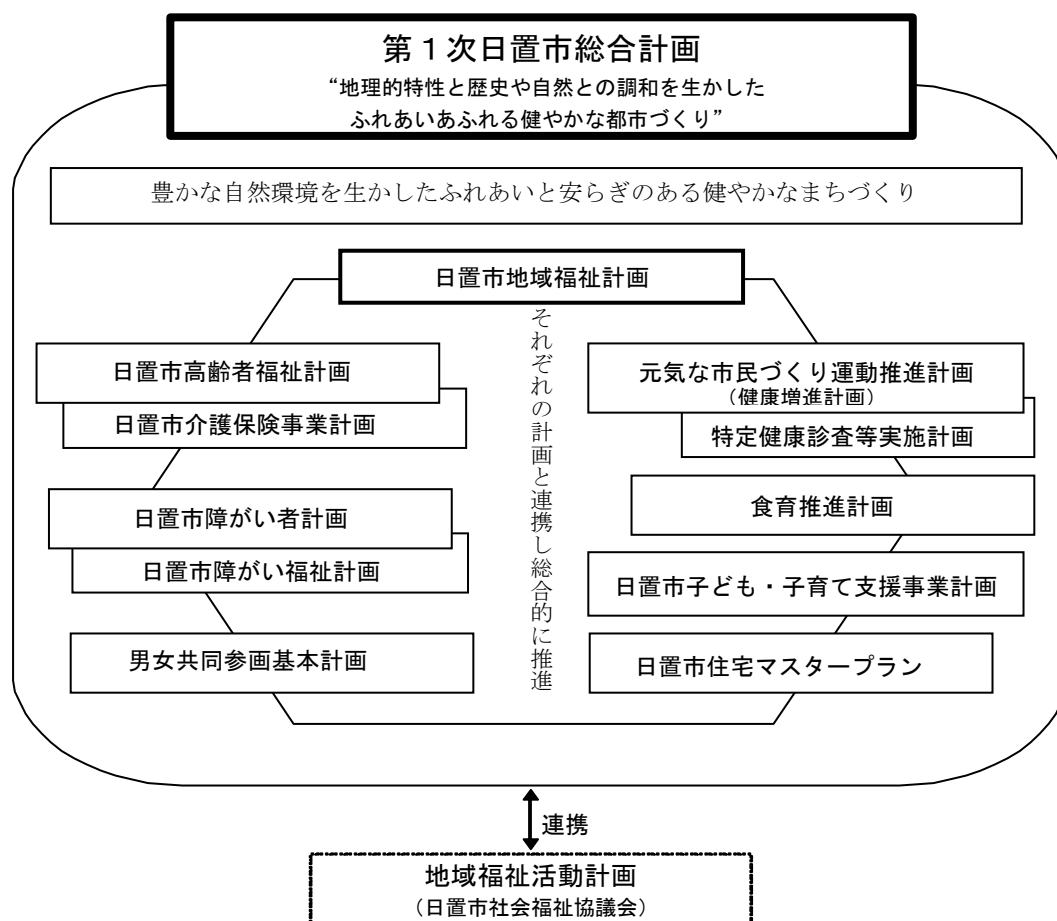 第1次日置市総合計画
“地理的特性と歴史や自然との調和を生かした
ふれあいあふれる健やかな都市づくり”
豊かな自然環境を生かしたふれあいと安らぎのある健やかなまちづくり
日置市地域福祉計画
それぞれの計画と連携し総合的に推進
日置市高齢者福祉計画
日置市介護保険事業計画
日置市障がい者計画
日置市障がい福祉計画
男女共同参画基本計画
元気な市民づくり運動推進計画
（健康増進計画）
特定健康診査等実施計画
食育推進計画
日置市子ども・子育て支援事業計画
日置市住宅マスタープラン
連携
地域福祉活動計画
（日置市社会福祉協議会）